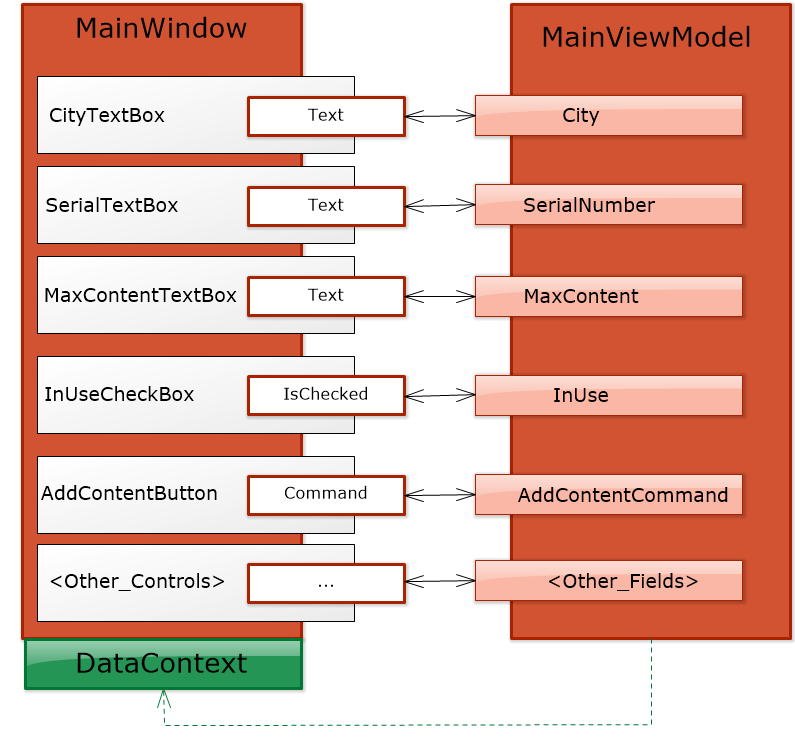 MainWindow
MainViewModel
CityTextBox
Text
City
SerialTextBox
Text
SerialNumber
MaxContentTextBox
Text
MaxContent
InUseCheckBox
IsChecked
InUse
AddContentButton
Command
AddContentCommand
<Other_Controls>
...
<Other_Fields>
DataContext